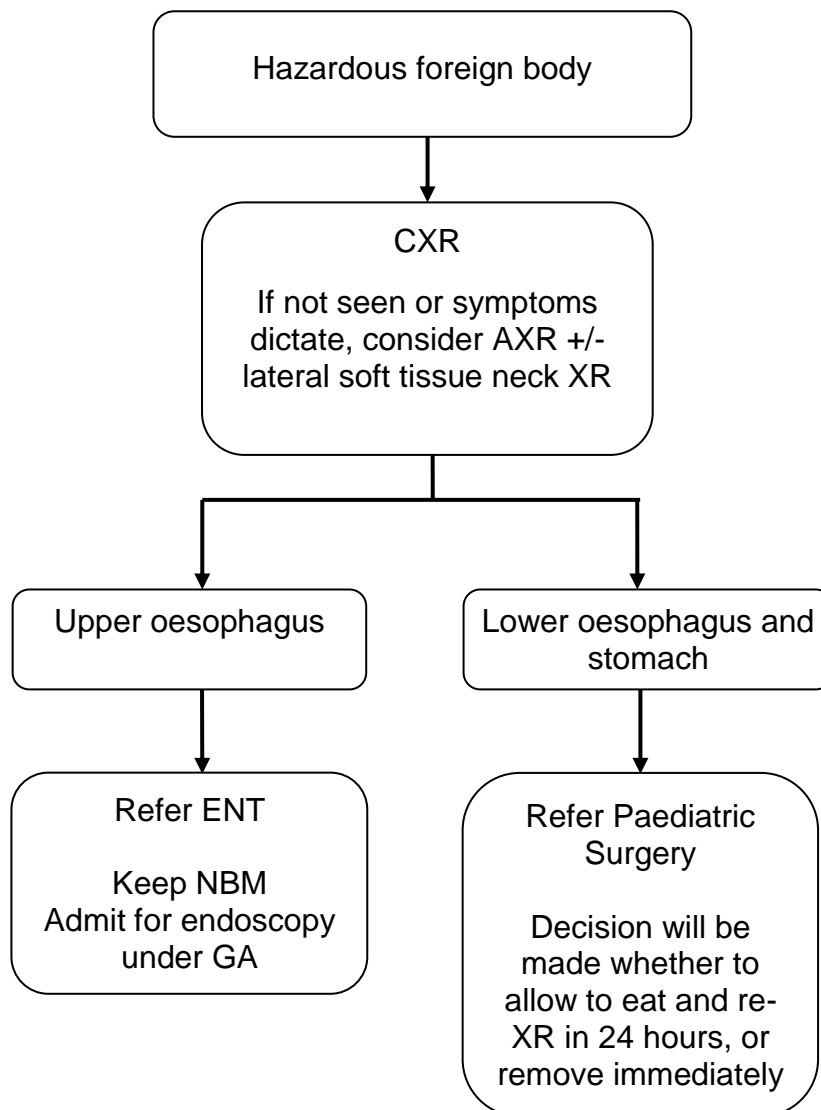 Hazardous foreign body
CXR
If not seen or symptoms
dictate, consider AXR +/-
lateral soft tissue neck XR
Upper oesophagus
Lower oesophagus and
stomach
Refer ENT
Keep NBM
Admit for endoscopy
under GA
Refer Paediatric
Surgery
Decision will be
made whether to
allow to eat and re-
XR in 24 hours, or
remove immediately